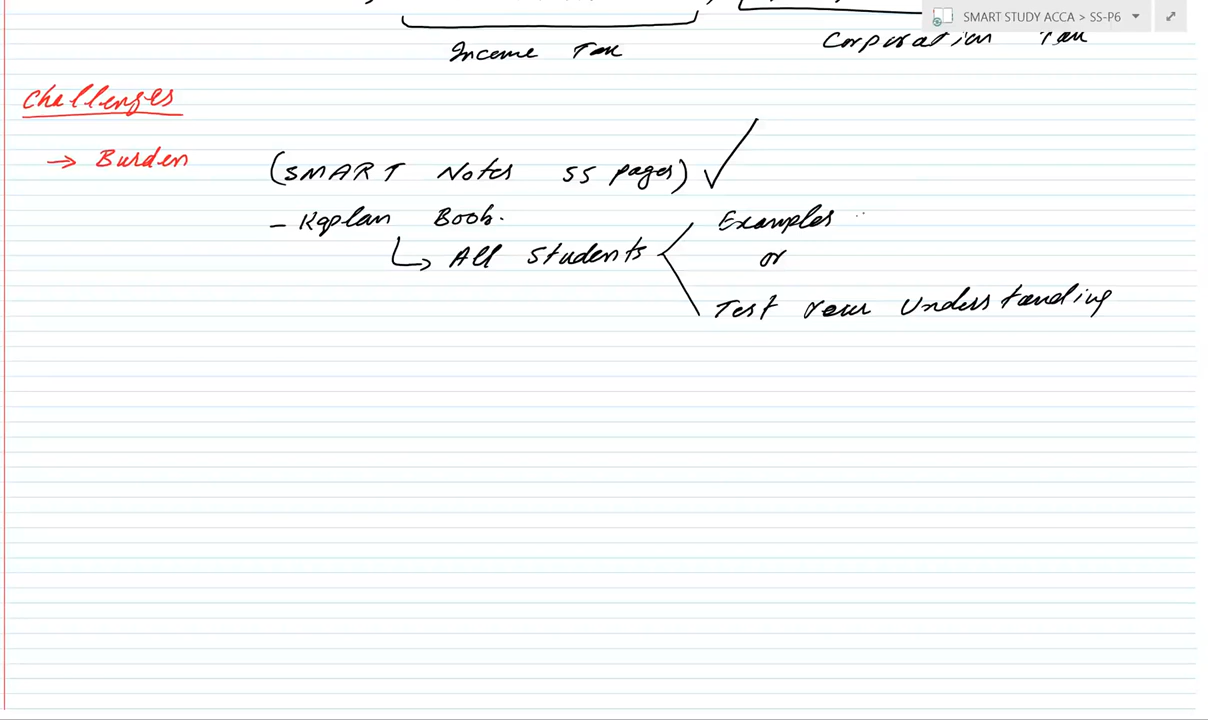 SMART STUDY ACCA > SS-P6
Income Tax
Corporation Tax
Challenges
→ Burden
(SMART Notes 55 pages) ✓
- Kaplan Book.
All Students
Examples
or
Test Your Understanding